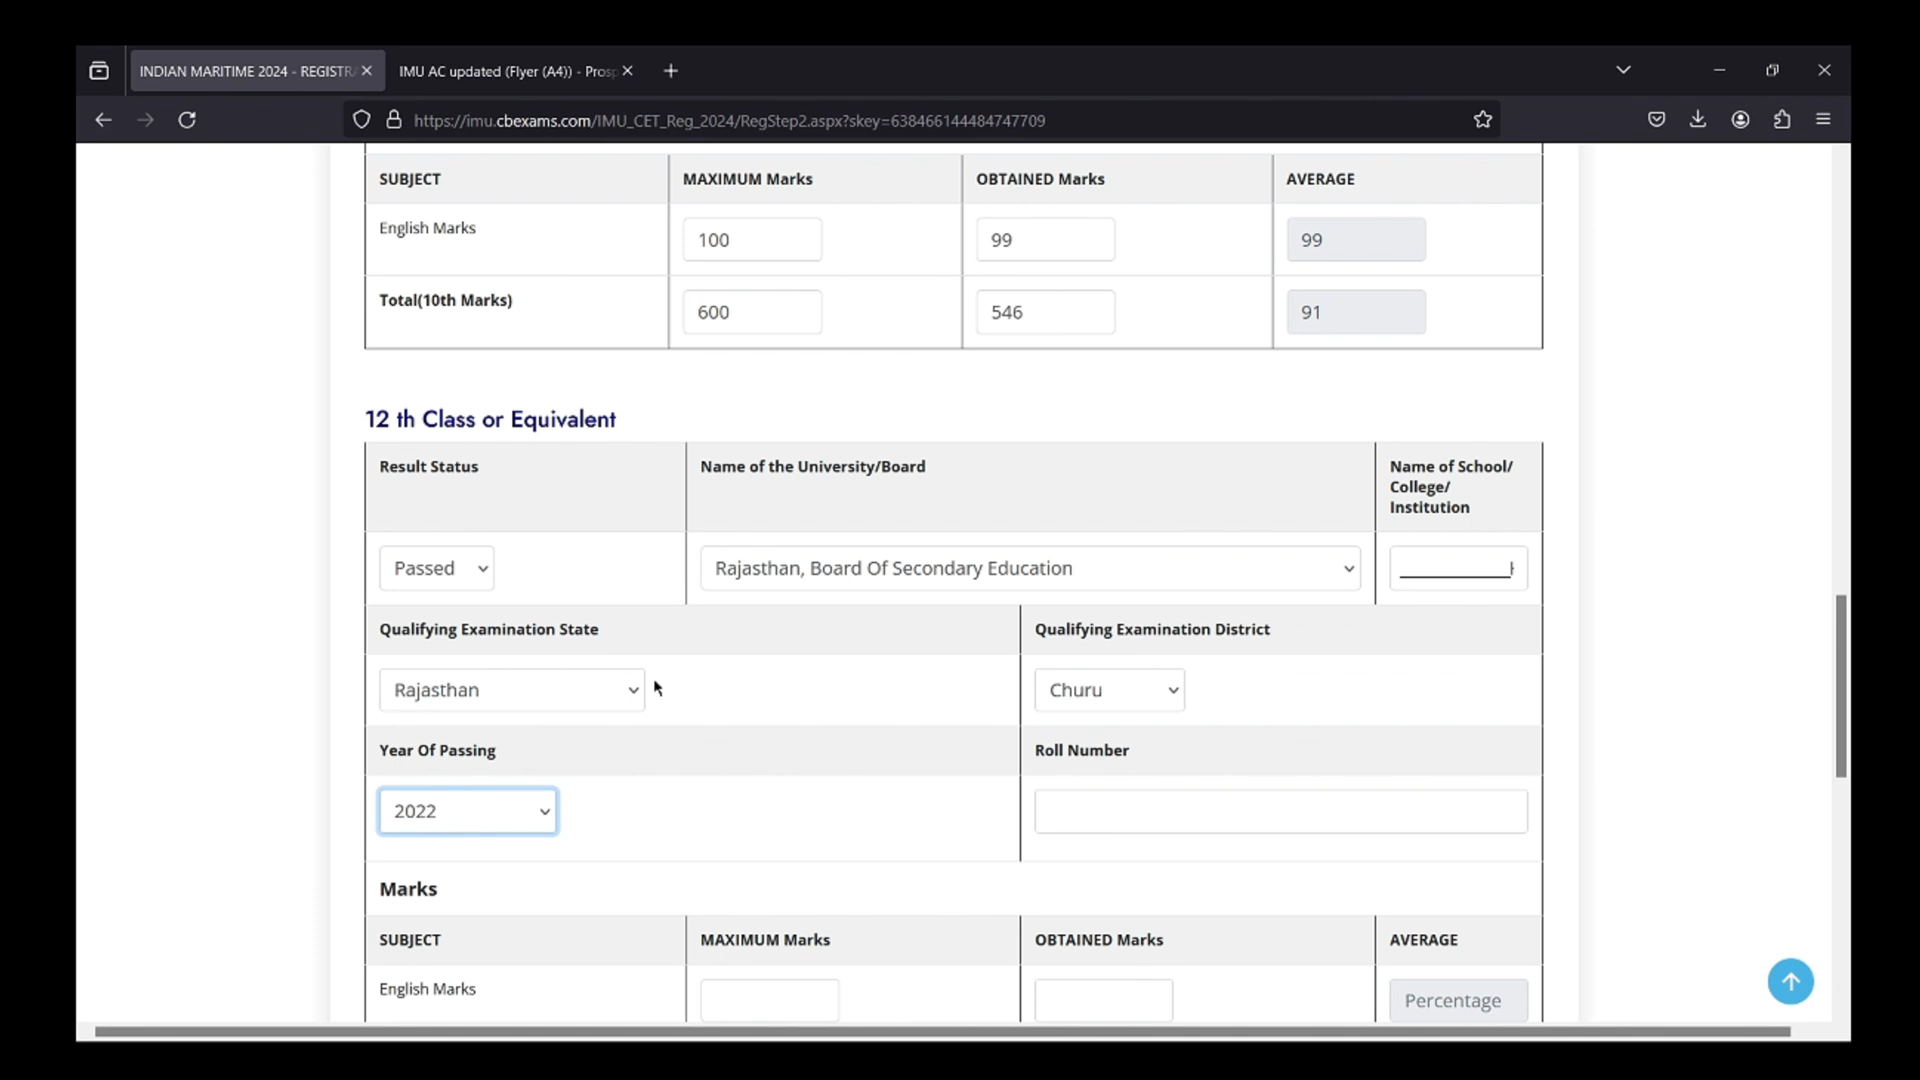 INDIAN MARITIME 2024 - REGISTR
IMU AC updated (Flyer (A4)) - Prosp
https://imu.cbexams.com/IMU_CET_Reg_2024/RegStep2.aspx?skey=638466144484747709
SUBJECT MAXIMUM Marks OBTAINED Marks AVERAGE
English Marks 100 99 99
Total(10th Marks) 600 546 91
12 th Class or Equivalent
Result Status Name of the University/Board Name of School/
College/
Institution
Passed Rajasthan, Board Of Secondary Education
Qualifying Examination State Qualifying Examination District
Rajasthan Churu
Year Of Passing Roll Number
2022
Marks
SUBJECT MAXIMUM Marks OBTAINED Marks AVERAGE
English Marks Percentage